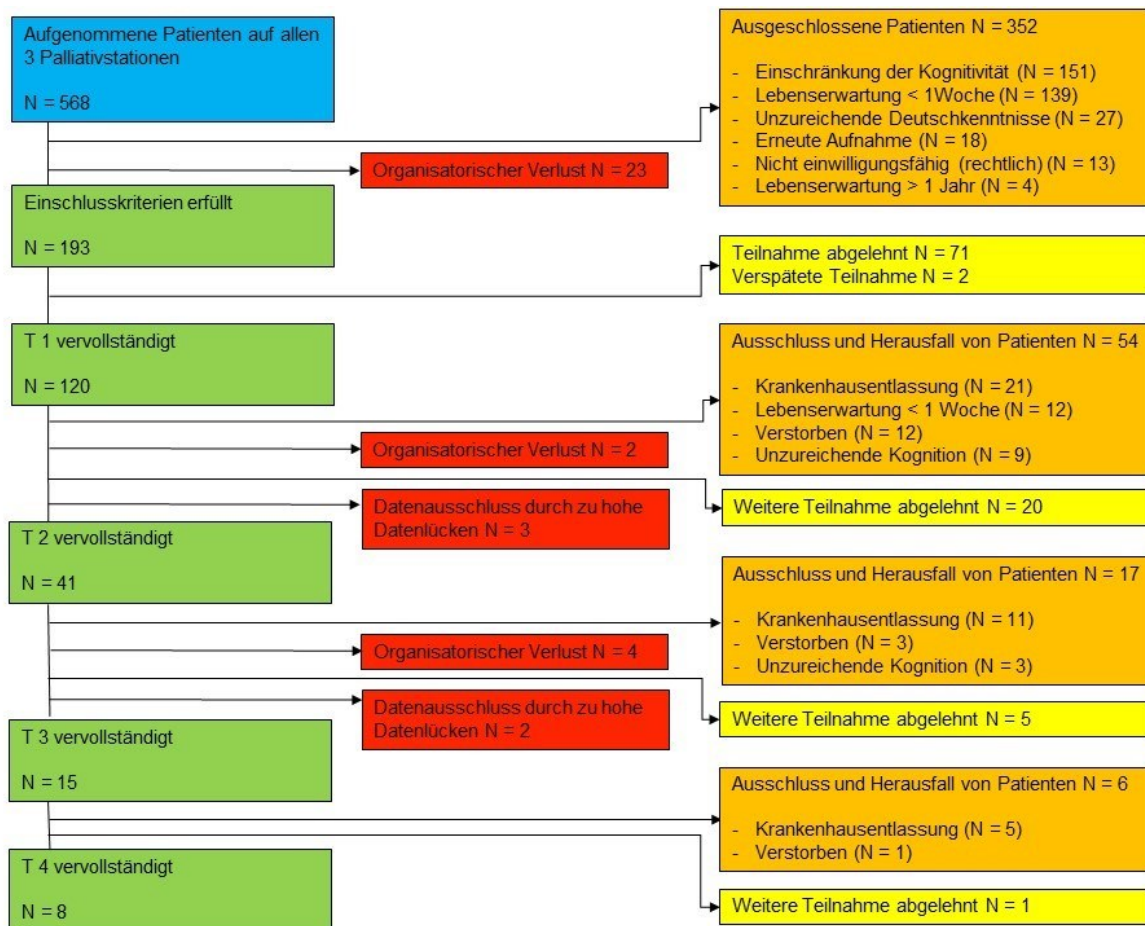 Aufgenommene Patienten auf allen
3 Palliativstationen
N = 568
Ausgeschlossene Patienten N = 352
- Einschränkung der Kognitivität (N = 151)
- Lebenserwartung < 1Woche (N = 139)
- Unzureichende Deutschkenntnisse (N = 27)
- Erneute Aufnahme (N = 18)
- Nicht einwilligungsfähig (rechtlich) (N = 13)
- Lebenserwartung > 1 Jahr (N = 4)
Organisatorischer Verlust N = 23
Einschlusskriterien erfüllt
N = 193
Teilnahme abgelehnt N = 71
Verspätete Teilnahme N = 2
T 1 vervollständigt
N = 120
Ausschluss und Herausfall von Patienten N = 54
- Krankenhausentlassung (N = 21)
- Lebenserwartung < 1 Woche (N = 12)
- Verstorben (N = 12)
- Unzureichende Kognition (N = 9)
Organisatorischer Verlust N = 2
Weitere Teilnahme abgelehnt N = 20
Datenausschluss durch zu hohe
Datenlücken N = 3
T 2 vervollständigt
N = 41
Ausschluss und Herausfall von Patienten N = 17
- Krankenhausentlassung (N = 11)
- Verstorben (N = 3)
- Unzureichende Kognition (N = 3)
Organisatorischer Verlust N = 4
Weitere Teilnahme abgelehnt N = 5
Datenausschluss durch zu hohe
Datenlücken N = 2
T 3 vervollständigt
N = 15
Ausschluss und Herausfall von Patienten N = 6
- Krankenhausentlassung (N = 5)
- Verstorben (N = 1)
T 4 vervollständigt
N = 8
Weitere Teilnahme abgelehnt N = 1